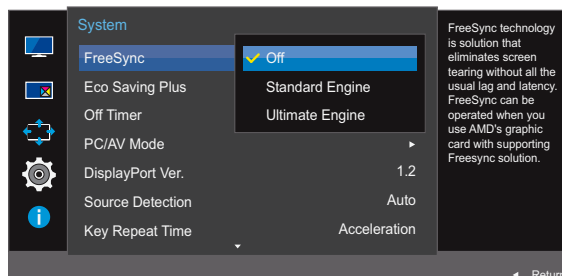 System
FreeSync
Off
Eco Saving Plus
Standard Engine
Off Timer
Ultimate Engine
PC/AV Mode
DisplayPort Ver. 1.2
Source Detection Auto
Key Repeat Time Acceleration
FreeSync technology
is solution that
eliminates screen
tearing without all the
usual lag and latency.
FreeSync can be
operated when you
use AMD's graphic
card with supporting
Freesync solution.
Return